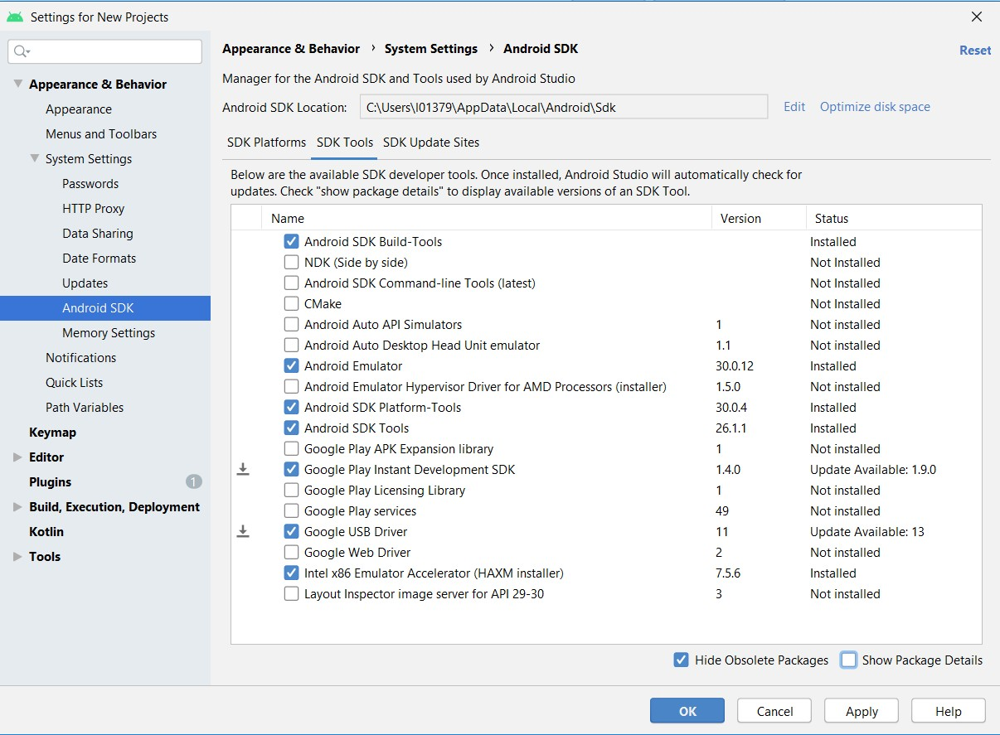 Settings for New Projects
Appearance & Behavior
Appearance
Menus and Toolbars
System Settings
Passwords
HTTP Proxy
Data Sharing
Date Formats
Updates
Android SDK
Memory Settings
Notifications
Quick Lists
Path Variables
Keymap
Editor
Plugins 1
Build, Execution, Deployment
Kotlin
Tools
Appearance & Behavior › System Settings › Android SDK
Reset
Manager for the Android SDK and Tools used by Android Studio
Android SDK Location: C:\Users\I01379\AppData\Local\Android\Sdk Edit Optimize disk space
SDK Platforms SDK Tools SDK Update Sites
Below are the available SDK developer tools. Once installed, Android Studio will automatically check for
updates. Check "show package details" to display available versions of an SDK Tool.
Name Version Status
Android SDK Build-Tools Installed
NDK (Side by side) Not Installed
Android SDK Command-line Tools (latest) Not Installed
CMake Not Installed
Android Auto API Simulators 1 Not installed
Android Auto Desktop Head Unit emulator 1.1 Not installed
Android Emulator 30.0.12 Installed
Android Emulator Hypervisor Driver for AMD Processors (installer) 1.5.0 Not installed
Android SDK Platform-Tools 30.0.4 Installed
Android SDK Tools 26.1.1 Installed
Google Play APK Expansion library 1 Not installed
Google Play Instant Development SDK 1.4.0 Update Available: 1.9.0
Google Play Licensing Library 1 Not installed
Google Play services 49 Not installed
Google USB Driver 11 Update Available: 13
Google Web Driver 2 Not installed
Intel x86 Emulator Accelerator (HAXM installer) 7.5.6 Installed
Layout Inspector image server for API 29-30 3 Not installed
Hide Obsolete Packages Show Package Details
OK Cancel Apply Help